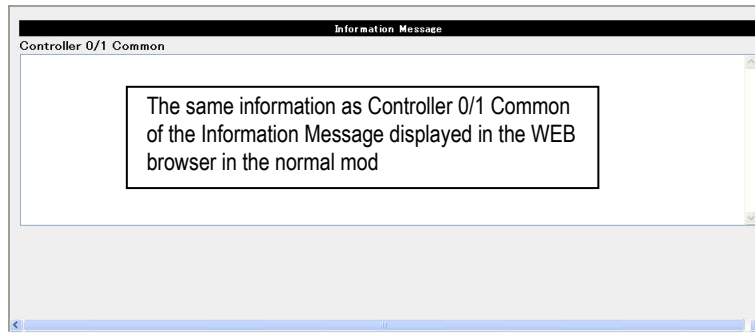 Information Message
Controller 0/1 Common
The same information as Controller 0/1 Common
of the Information Message displayed in the WEB
browser in the normal mod